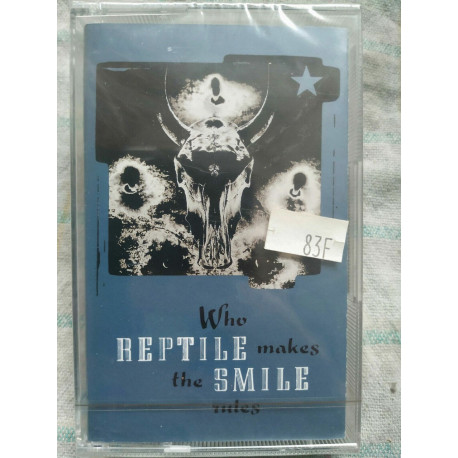 83F
Who
REPTILE makes
the SMILE
rules